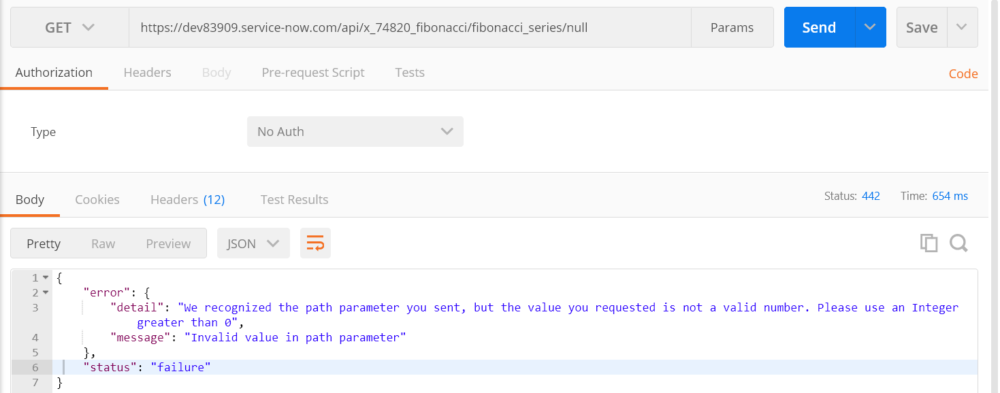 GET https://dev83909.service-now.com/api/x_74820_fibonacci/fibonacci_series/null Params Send Save
Authorization Headers Body Pre-request Script Tests Code
Type No Auth
Body Cookies Headers (12) Test Results Status: 442 Time: 654 ms
Pretty Raw Preview JSON
1 {
2 "error": {
3 "detail": "We recognized the path parameter you sent, but the value you requested is not a valid number. Please use an Integer
greater than 0",
4 "message": "Invalid value in path parameter"
5 },
6 "status": "failure"
7 }